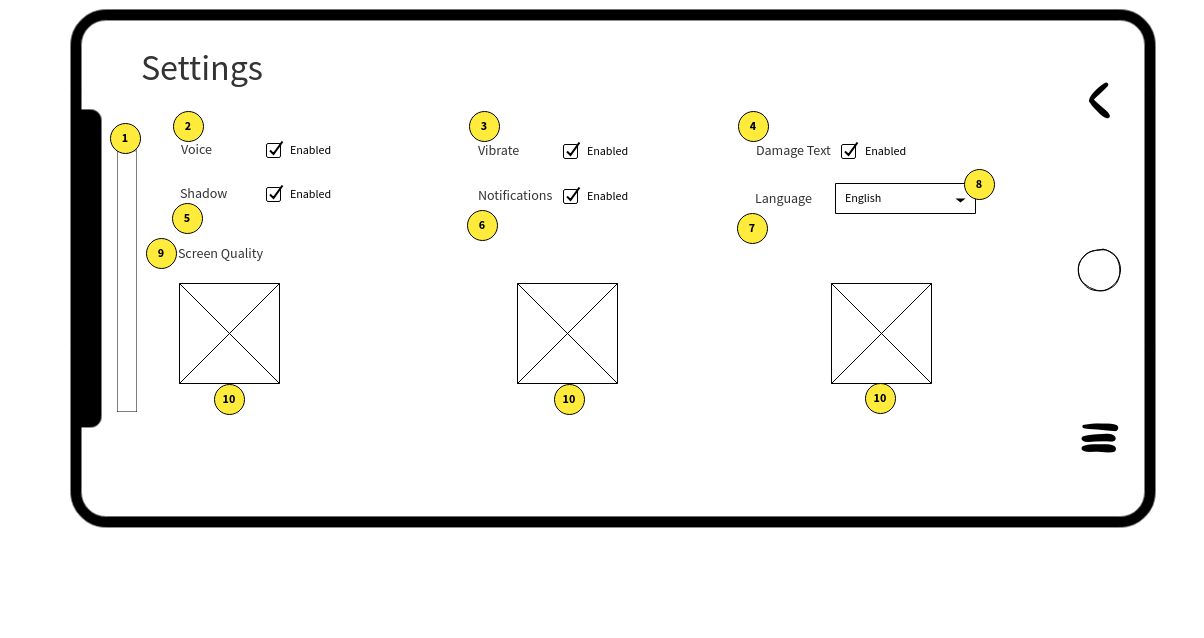 Settings
1
2
3
4
Voice
Enabled
Vibrate
Enabled
Damage Text
Enabled
8
Shadow
Enabled
Notifications
Enabled
Language
English
5
6
7
9
Screen Quality
10
10
10